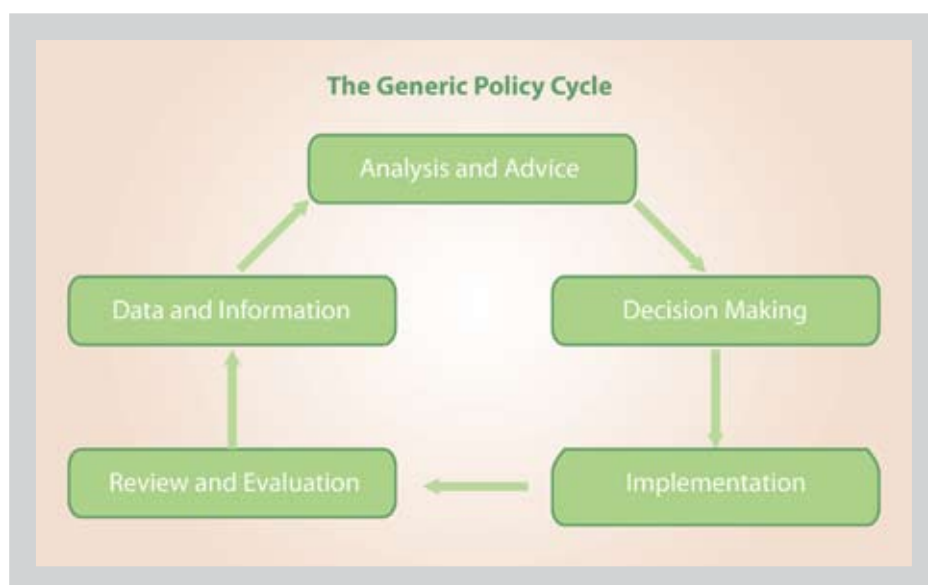 The Generic Policy Cycle
Analysis and Advice
Data and Information
Decision Making
Review and Evaluation
Implementation